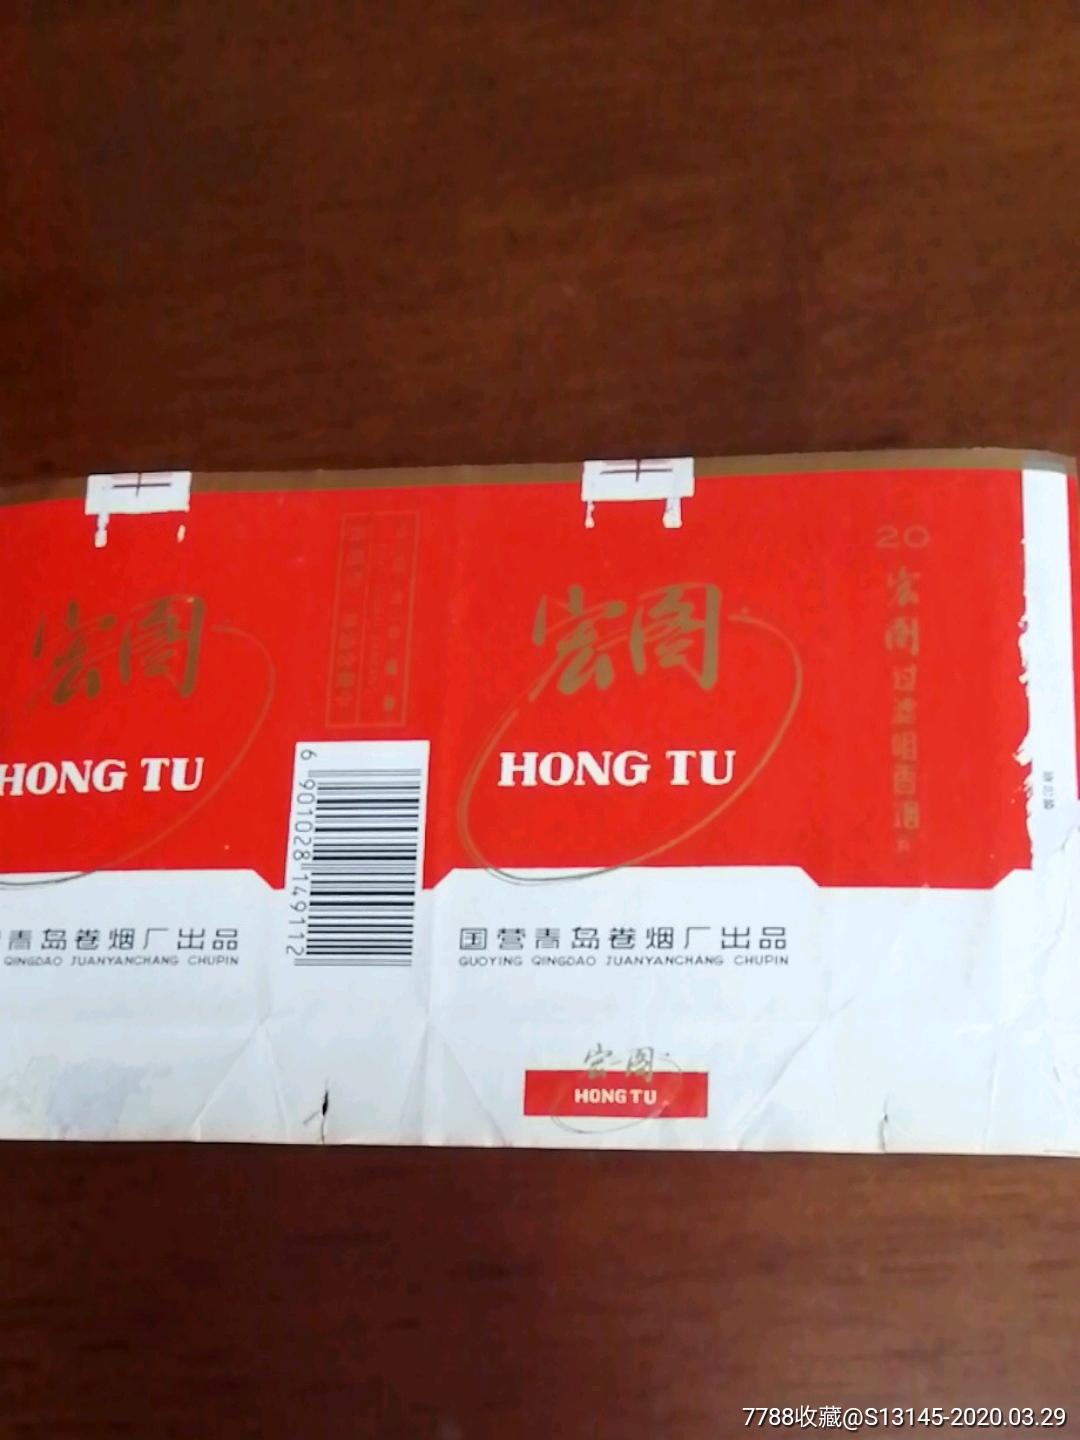 宏图
HONG TU
青岛卷烟厂出品
QINGDAO JUANYANCHANG CHUPIN
6 901028 149112
宏图
HONG TU
国营青岛卷烟厂出品
GUOYING QINGDAO JUANYANCHANG CHUPIN
宏图
HONG TU
20
宏图过滤咀香烟
7788收藏@S13145-2020.03.29